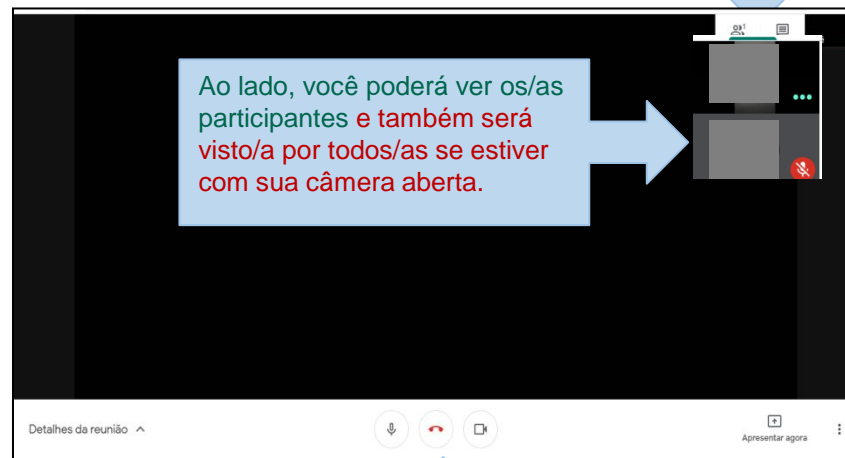 Ao lado, você poderá ver os/as
participantes e também será
visto/a por todos/as se estiver
com sua câmera aberta.
Detalhes da reunião
Apresentar agora